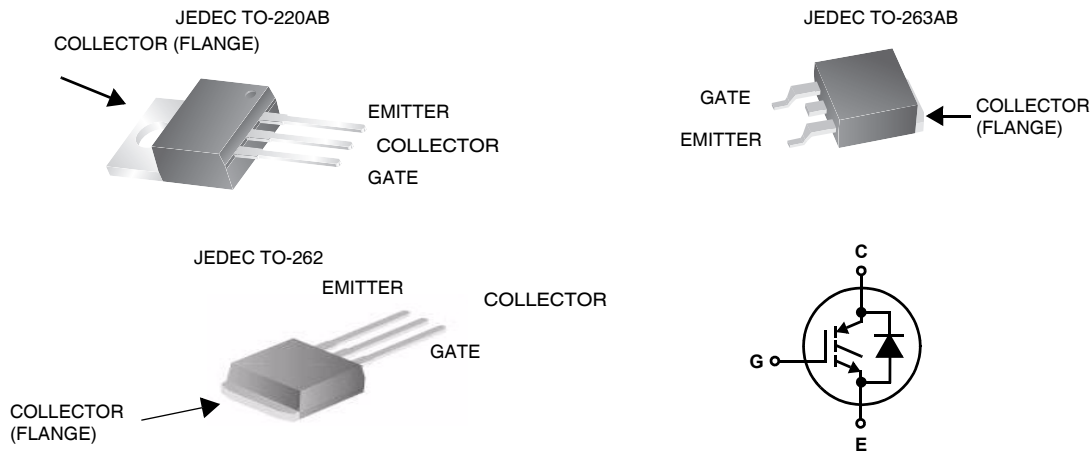 JEDEC TO-220AB
COLLECTOR (FLANGE)
EMITTER
COLLECTOR
GATE
JEDEC TO-263AB
GATE
EMITTER
COLLECTOR
(FLANGE)
JEDEC TO-262
EMITTER
COLLECTOR
GATE
COLLECTOR
(FLANGE)
C
G
E